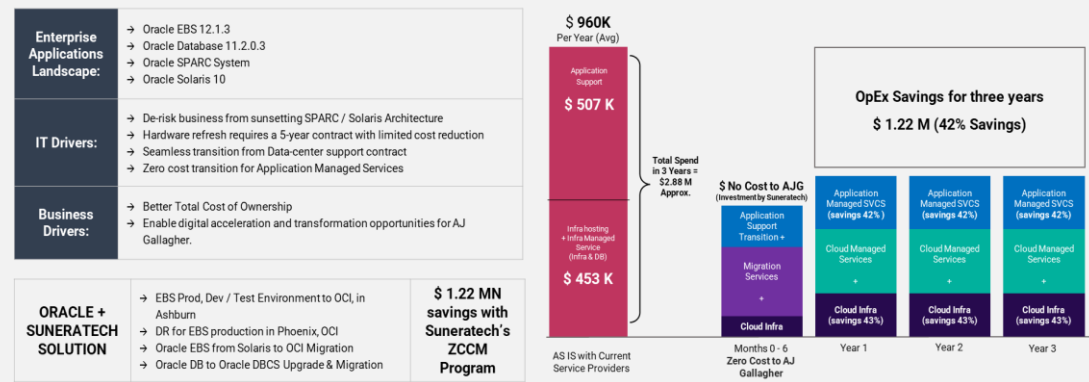 Enterprise
Applications
Landscape:
→ Oracle EBS 12.1.3
→ Oracle Database 11.2.0.3
→ Oracle SPARC System
→ Oracle Solaris 10
IT Drivers:
→ De-risk business from sunsetting SPARC / Solaris Architecture
→ Hardware refresh requires a 5-year contract with limited cost reduction
→ Seamless transition from Data-center support contract
→ Zero cost transition for Application Managed Services
Business
Drivers:
→ Better Total Cost of Ownership
→ Enable digital acceleration and transformation opportunities for AJ
Gallagher.
ORACLE +
SUNERATECH
SOLUTION
→ EBS Prod, Dev / Test Environment to OCI, in
Ashburn
→ DR for EBS production in Phoenix, OCI
→ Oracle EBS from Solaris to OCI Migration
→ Oracle DB to Oracle DBCS Upgrade & Migration
$ 1.22 MN
savings with
Suneratech's
ZCCM
Program
$ 960K
Per Year (Avg)
Application
Support
$ 507 K
Infra hosting
+ Infra Managed
Service
(Infra & DB)
$ 453 K
AS IS with Current
Service Providers
Total Spend
in 3 Years =
$2.88 M
Approx.
$ No Cost to AJG
(Investment by Suneratech)
Application
Support
Transition +
Migration
Services
+
Cloud Infra
Months 0 - 6
Zero Cost to AJ
Gallagher
OpEx Savings for three years
$ 1.22 M (42% Savings)
Application
Managed SVCS
(savings 42% )
Cloud Managed
Services
+
Cloud Infra
(savings 43%)
Year 1
Application
Managed SVCS
(savings 42%)
Cloud Managed
Services
+
Cloud Infra
(savings 43%)
Year 2
Application
Managed SVCS
(savings 42%)
Cloud Managed
Services
+
Cloud Infra
(savings 43%)
Year 3